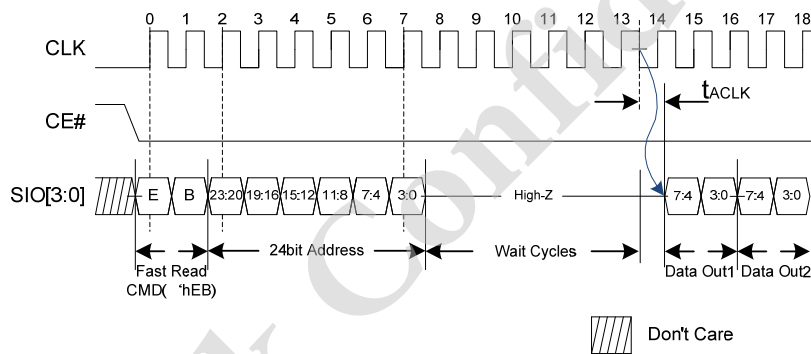 0 1 2 3 4 5 6 7 8 9 10 11 12 13 14 15 16 17 18
CLK
tACLK
CE#
SIO[3:0] E B 23:20 19:16 15:12 11:8 7:4 3:0 High-Z 7:4 3:0 7:4 3:0
24bit Address Wait Cycles
Fast Read Data Out1 Data Out2
CMD( 'hEB)
Don't Care